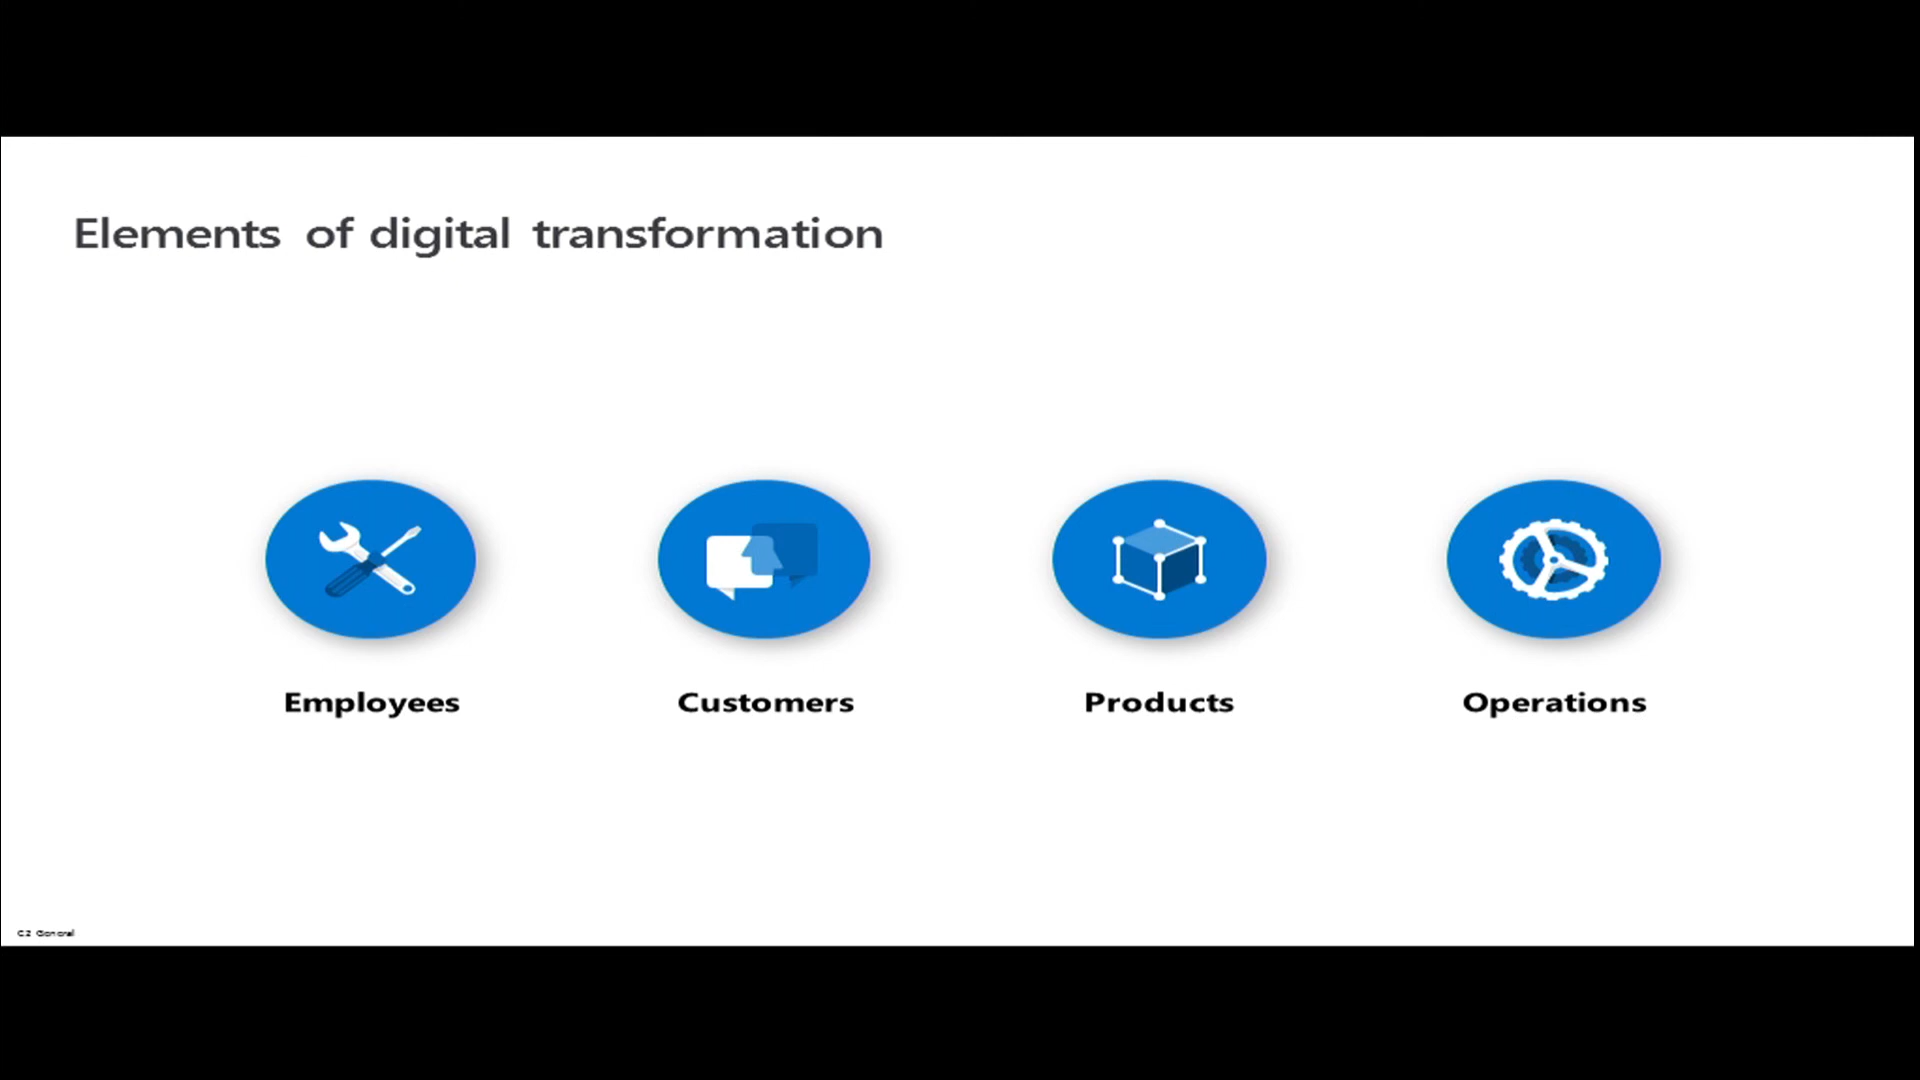 Elements of digital transformation
Employees
Customers
Products
Operations
C2 General